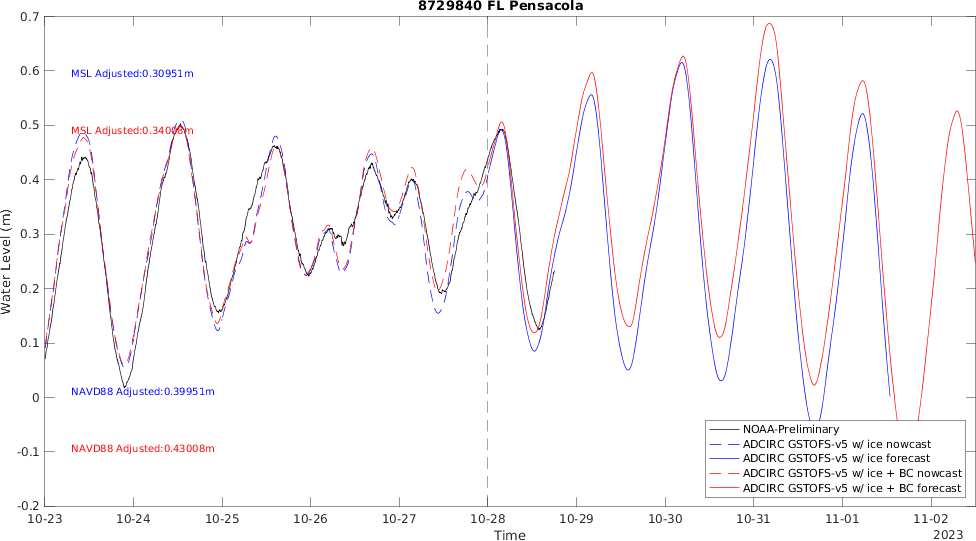 8729840 FL Pensacola
0.7
0.6
0.5
0.4
0.3
0.2
0.1
0
-0.1
-0.2
Water Level (m)
MSL Adjusted:0.30951m
MSL Adjusted:0.34008m
NAVD88 Adjusted:0.39951m
NAVD88 Adjusted:0.43008m
NOAA-Preliminary
ADCIRC GSTOFS-v5 w/ ice nowcast
ADCIRC GSTOFS-v5 w/ ice forecast
ADCIRC GSTOFS-v5 w/ ice + BC nowcast
ADCIRC GSTOFS-v5 w/ ice + BC forecast
10-23 10-24 10-25 10-26 10-27 10-28 10-29 10-30 10-31 11-01 11-02
Time
2023